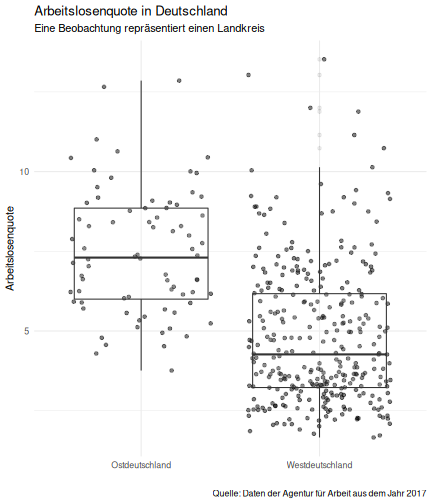 Arbeitslosenquote in Deutschland
Eine Beobachtung repräsentiert einen Landkreis
Arbeitslosenquote
10
5
Ostdeutschland
Westdeutschland
Quelle: Daten der Agentur für Arbeit aus dem Jahr 2017